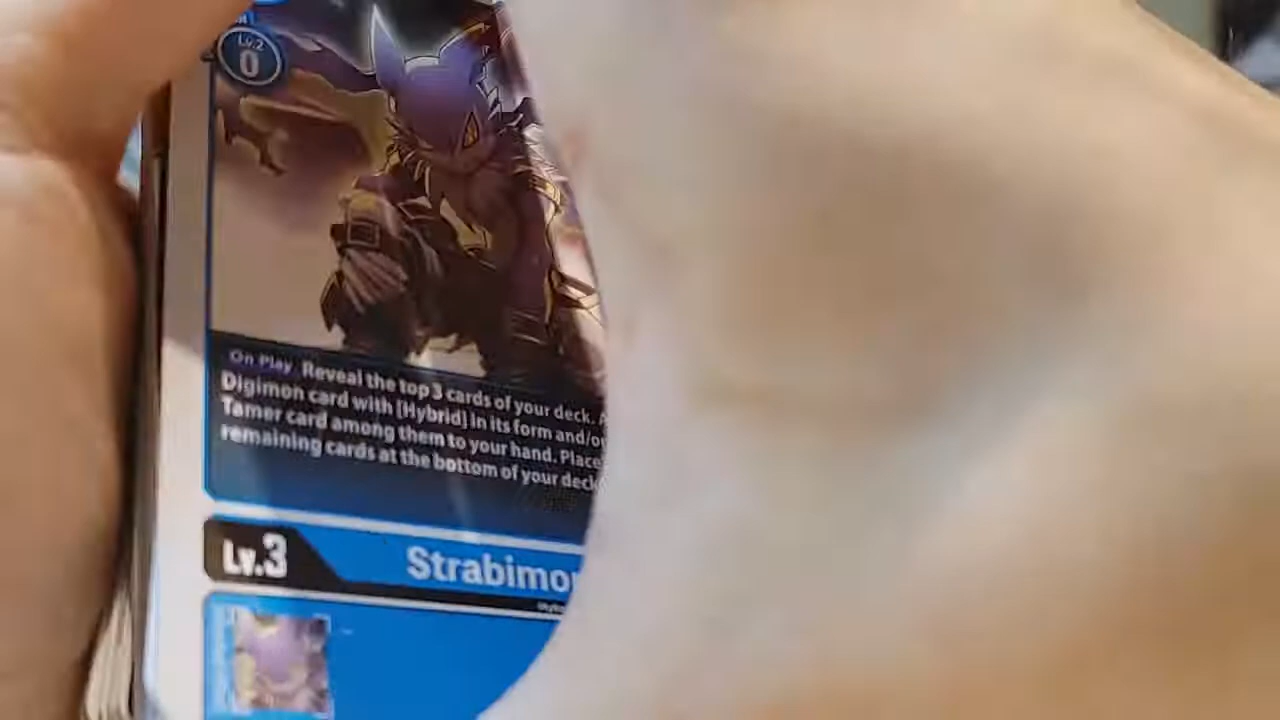 Lv.2
0
On Play Reveal the top 3 cards of your deck.
Digimon card with [Hybrid] in its form and/o
Tamer card among them to your hand. Place
remaining cards at the bottom of your deck
Lv.3
Strabimo